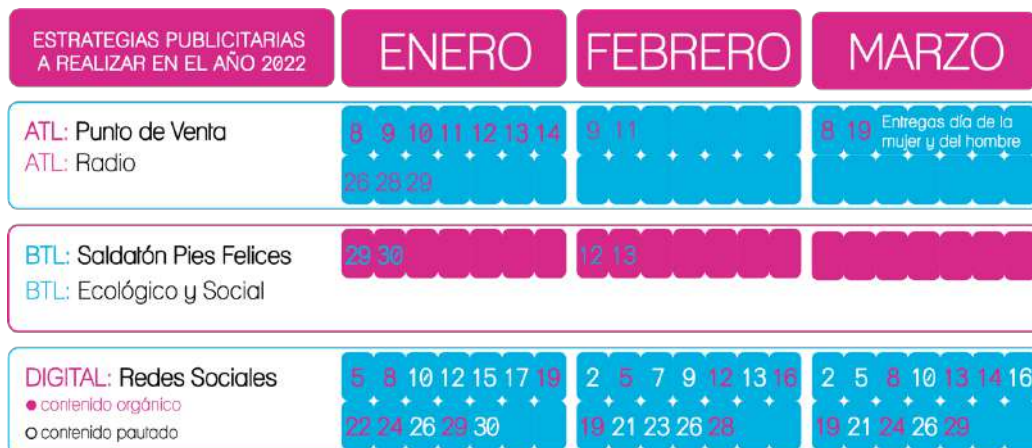 ESTRATEGIAS PUBLICITARIAS
A REALIZAR EN EL AÑO 2022
ENERO
FEBRERO
MARZO
ATL: Punto de Venta
ATL: Radio
8 9 10 11 12 13 14
26 28 29
9 11
8 19 Entregas día de la
mujer y del hombre
BTL: Saldatón Pies Felices
BTL: Ecológico y Social
29 30
12 13
DIGITAL: Redes Sociales
contenido orgánico
contenido pautado
5 8 10 12 15 17 19
22 24 26 29 30
2 5 7 9 12 13 16
19 21 23 26 28
2 5 8 10 13 14 16
19 21 24 26 29